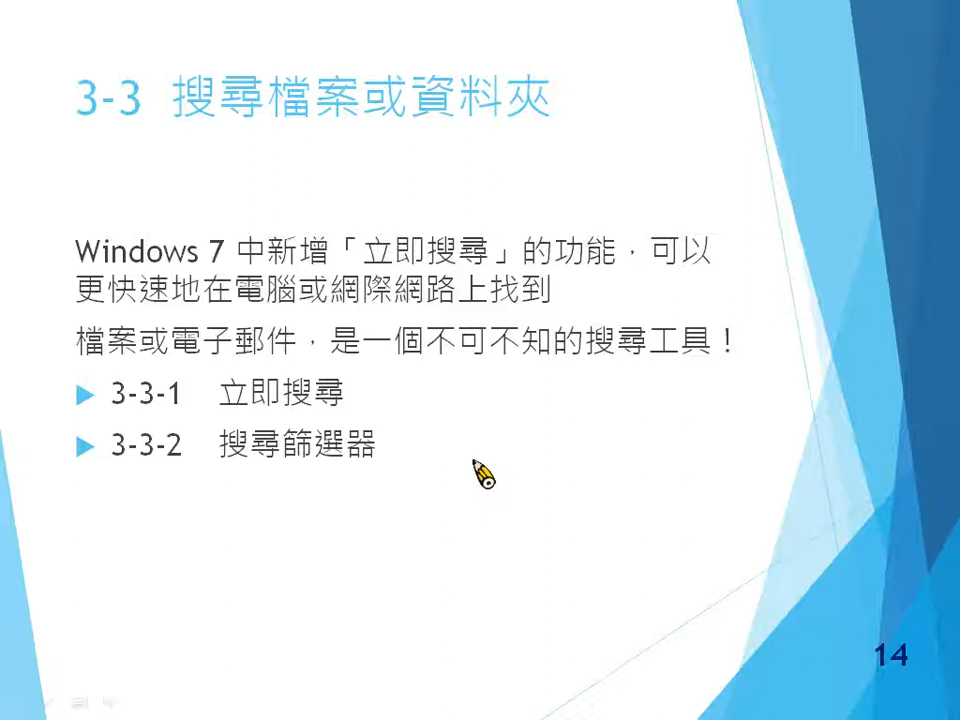 3-3 搜尋檔案或資料夾
Windows 7 中新增「立即搜尋」的功能，可以
更快速地在電腦或網際網路上找到
檔案或電子郵件，是一個不可不知的搜尋工具！
3-3-1 立即搜尋
3-3-2 搜尋篩選器
14